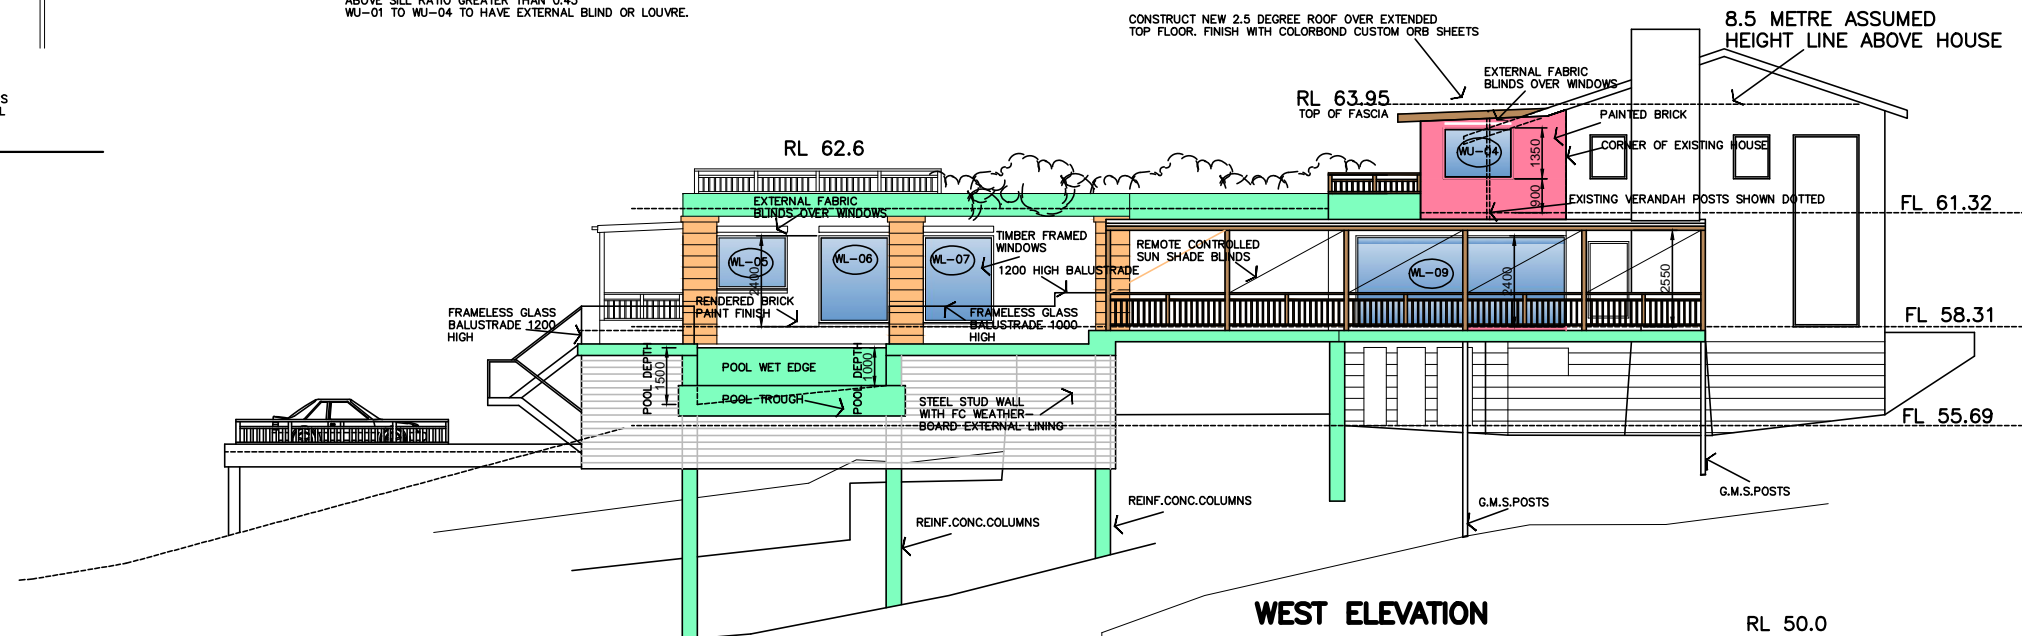 ABOVE SILL RATIO GREATER THAN 0.45
WU-01 TO WU-04 TO HAVE EXTERNAL BLIND OR LOUVRE.
S
L
CONSTRUCT NEW 2.5 DEGREE ROOF OVER EXTENDED
TOP FLOOR. FINISH WITH COLORBOND CUSTOM ORB SHEETS
8.5 METRE ASSUMED
HEIGHT LINE ABOVE HOUSE
EXTERNAL FABRIC
BLINDS OVER WINDOWS
RL 63.95
TOP OF FASCIA
PAINTED BRICK
CORNER OF EXISTING HOUSE
WU-04
1350
900
RL 62.6
EXISTING VERANDAH POSTS SHOWN DOTTED
FL 61.32
EXTERNAL FABRIC
BLINDS OVER WINDOWS
TIMBER FRAMED
WINDOWS
1200 HIGH BALUSTRADE
REMOTE CONTROLLED
SUN SHADE BLINDS
WL-05
WL-06
WL-07
WL-09
2400
2400
2550
RENDERED BRICK
PAINT FINISH
FRAMELESS GLASS
BALUSTRADE 1200
HIGH
FRAMELESS GLASS
BALUSTRADE 1000
HIGH
FL 58.31
POOL DEPTH
1500
POOL WET EDGE
POOL DEPTH
1000
POOL TROUGH
STEEL STUD WALL
WITH FC WEATHER-
BOARD EXTERNAL LINING
FL 55.69
REINF.CONC.COLUMNS
REINF.CONC.COLUMNS
G.M.S.POSTS
G.M.S.POSTS
WEST ELEVATION
RL 50.0